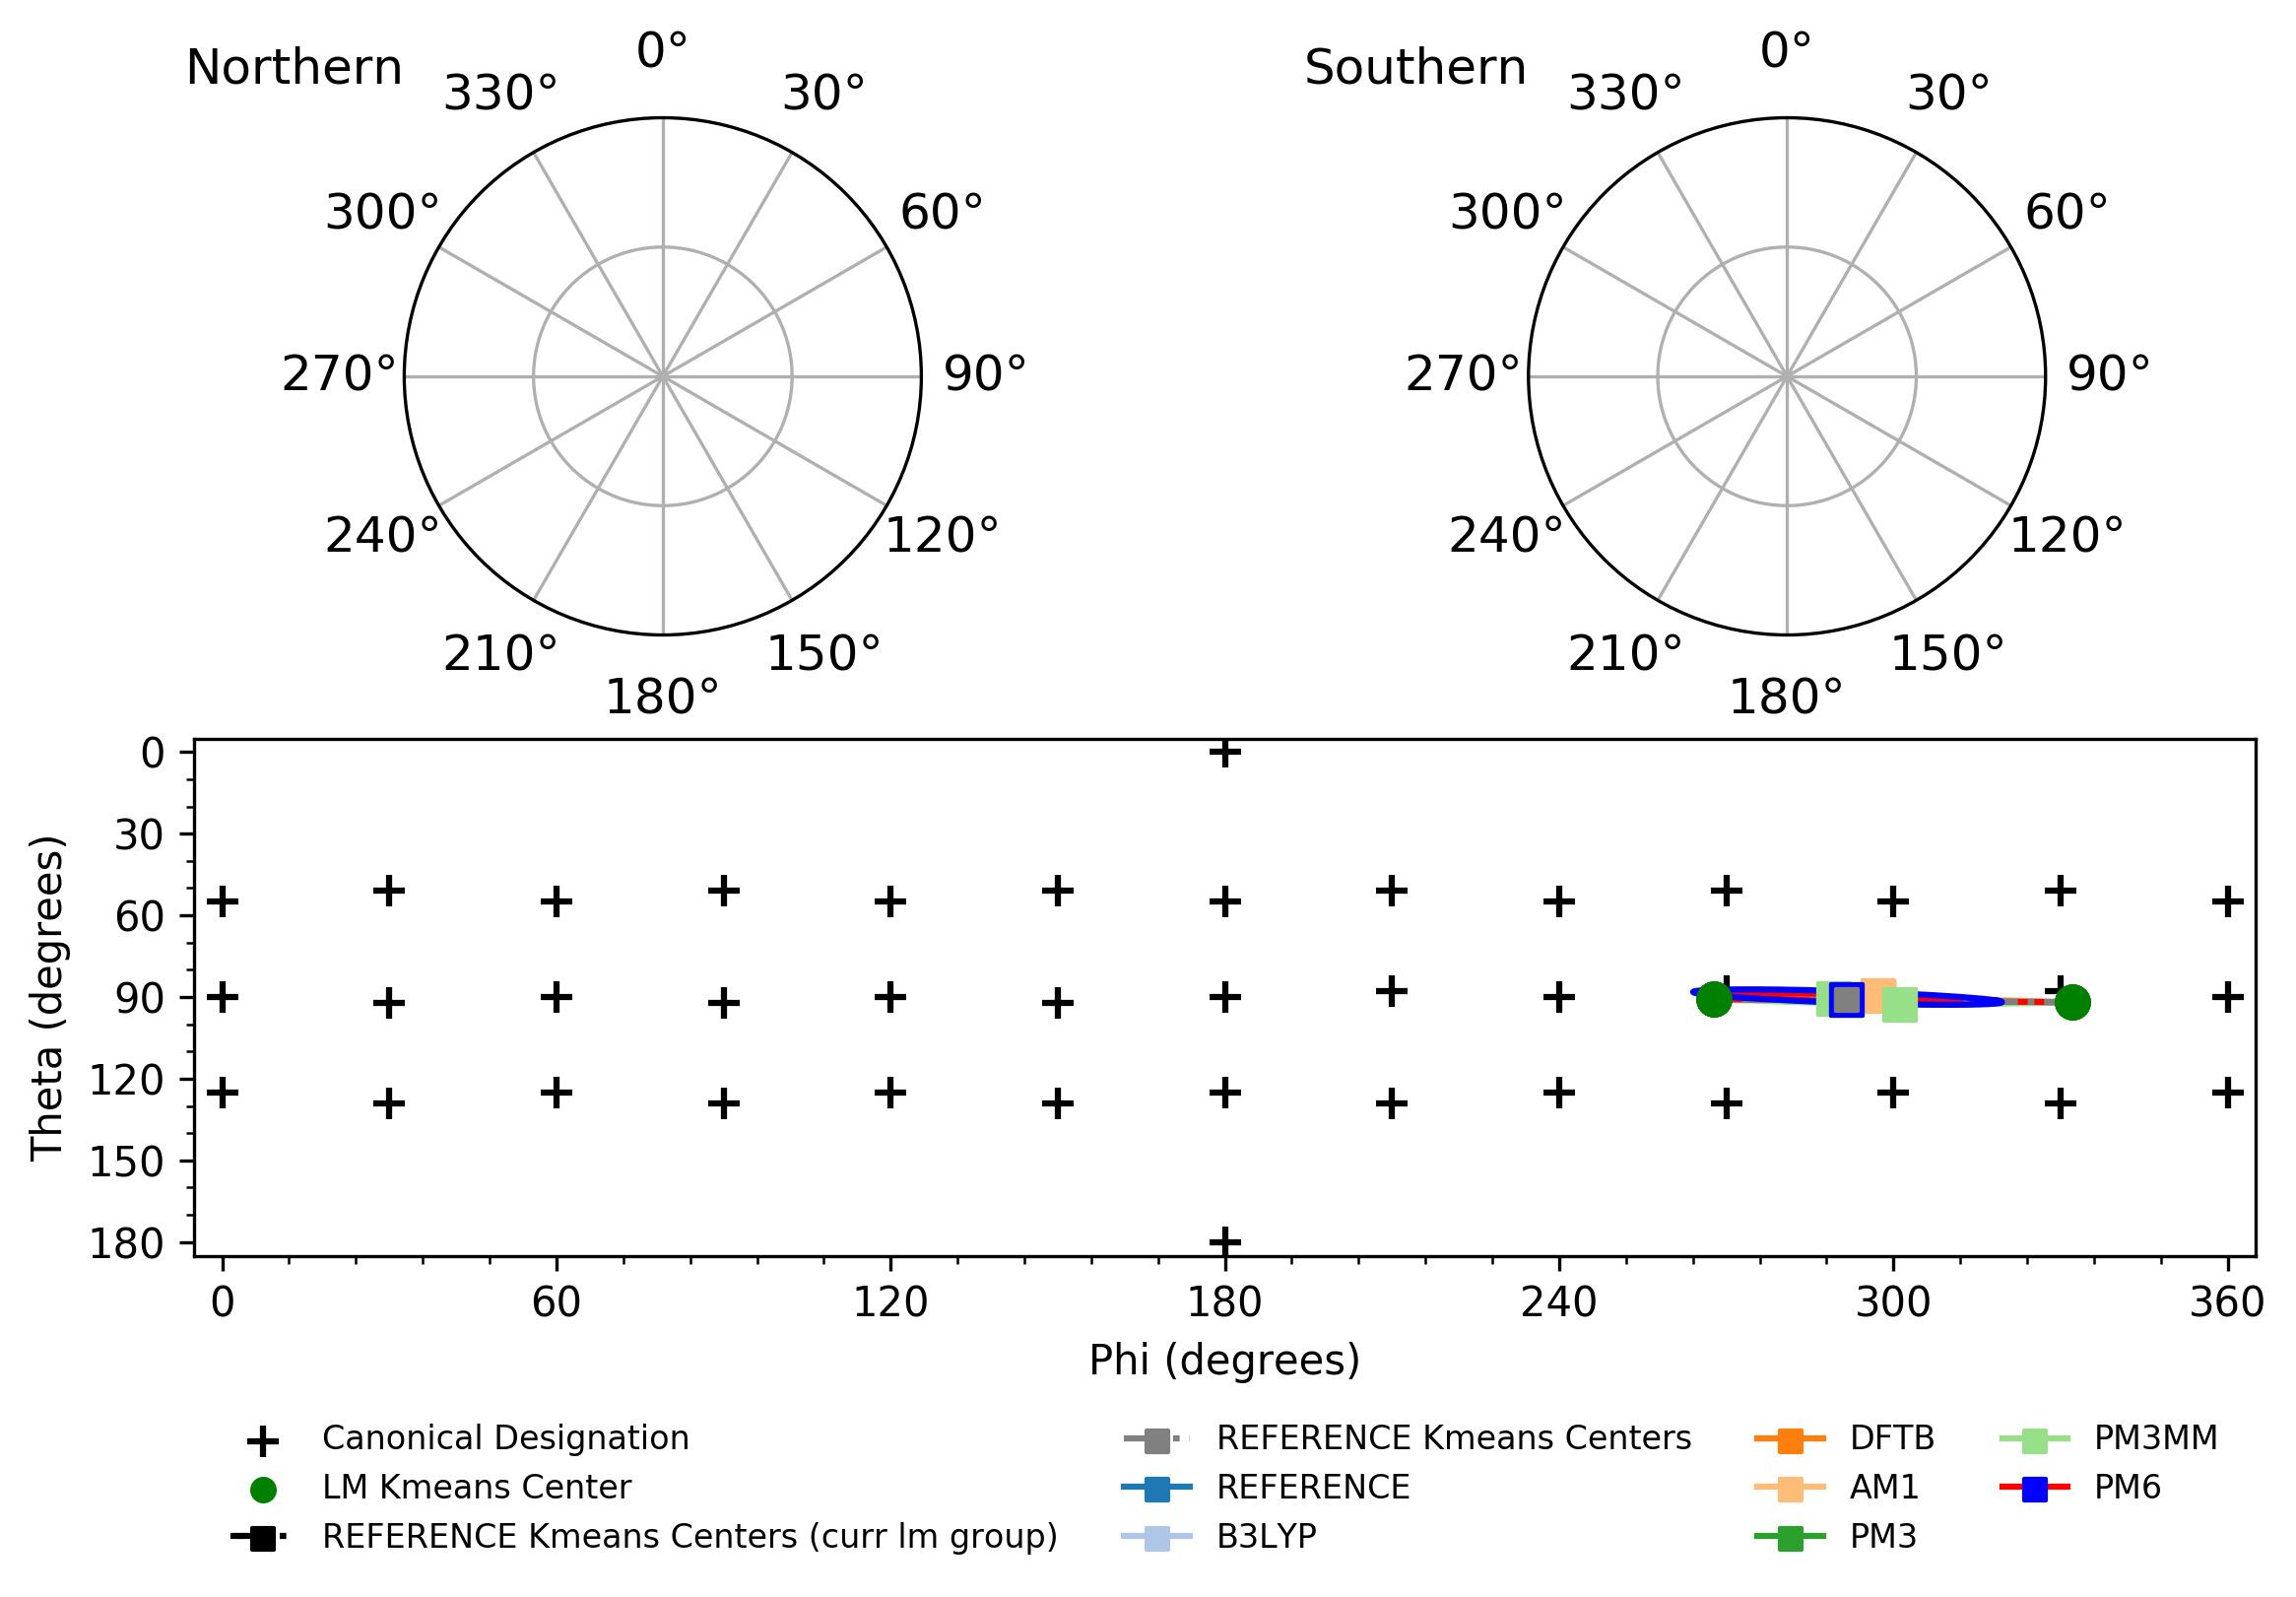 Northern
0°
30°
60°
90°
120°
150°
180°
210°
240°
270°
300°
330°
Southern
0°
30°
60°
90°
120°
150°
180°
210°
240°
270°
300°
330°
Theta (degrees)
0
30
60
90
120
150
180
0
60
120
180
240
300
360
Phi (degrees)
Canonical Designation
LM Kmeans Center
REFERENCE Kmeans Centers (curr lm group)
REFERENCE Kmeans Centers
REFERENCE
B3LYP
DFTB
AM1
PM3
PM3MM
PM6